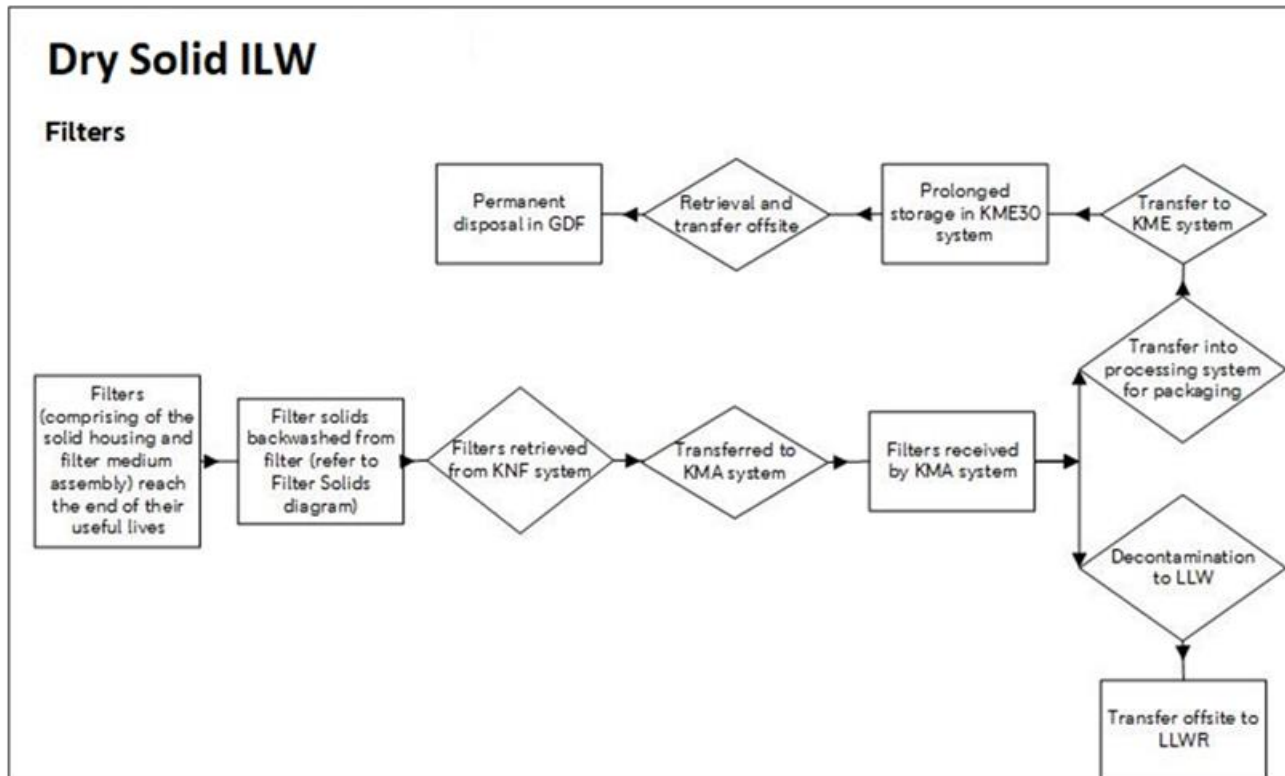 Dry Solid ILW
Filters
Permanent
disposal in GDF
Retrieval and
transfer offsite
Prolonged
storage in KME30
system
Transfer to
KME system
Filters
(comprising of the
solid housing and
filter medium
assembly) reach
the end of their
useful lives
Filter solids
backwashed from
filter (refer to
Filter Solids
diagram)
Filters retrieved
from KNF system
Transferred to
KMA system
Filters received
by KMA system
Transfer into
processing system
for packaging
Decontamination
to LLW
Transfer offsite to
LLWR